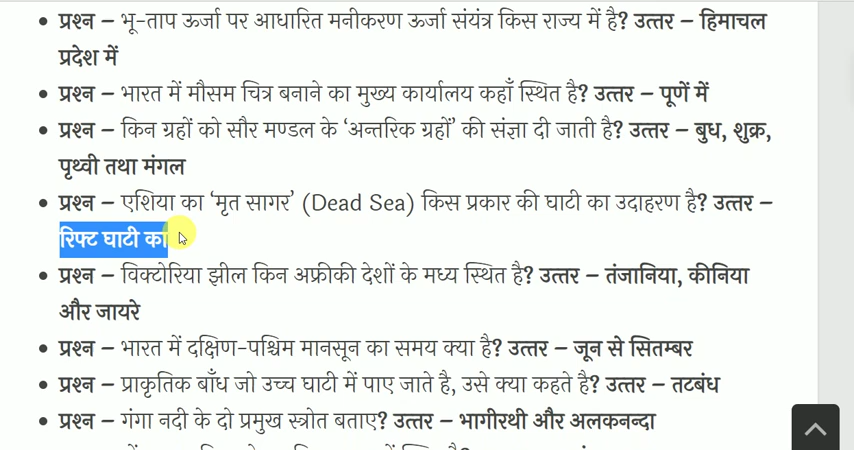 • प्रश्न – भू-ताप ऊर्जा पर आधारित मनीकरण ऊर्जा संयंत्र किस राज्य में है? उत्तर – हिमाचल
प्रदेश में
• प्रश्न – भारत में मौसम चित्र बनाने का मुख्य कार्यालय कहाँ स्थित है? उत्तर – पूणें में
• प्रश्न – किन ग्रहों को सौर मण्डल के ‘अन्तरिक ग्रहों’ की संज्ञा दी जाती है? उत्तर – बुध, शुक्र,
पृथ्वी तथा मंगल
• प्रश्न – एशिया का ‘मृत सागर’ (Dead Sea) किस प्रकार की घाटी का उदाहरण है? उत्तर –
रिफ्ट घाटी का
• प्रश्न – विक्टोरिया झील किन अफ्रीकी देशों के मध्य स्थित है? उत्तर – तंजानिया, कीनिया
और जायरे
• प्रश्न – भारत में दक्षिण-पश्चिम मानसून का समय क्या है? उत्तर – जून से सितम्बर
• प्रश्न – प्राकृतिक बाँध जो उच्च घाटी में पाए जाते है, उसे क्या कहते है? उत्तर – तटबंध
• प्रश्न – गंगा नदी के दो प्रमुख स्त्रोत बताए? उत्तर – भागीरथी और अलकनन्दा